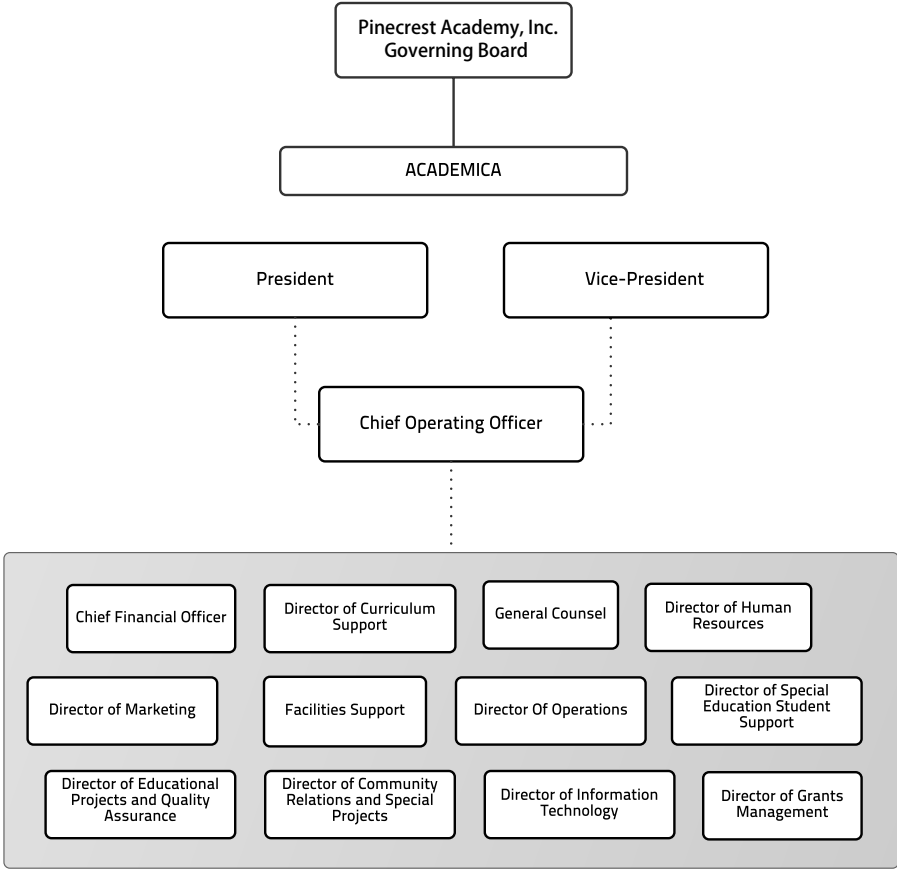 Pinecrest Academy, Inc.
Governing Board
ACADEMICA
President
Vice-President
Chief Operating Officer
Chief Financial Officer
Director of Curriculum
Support
General Counsel
Director of Human
Resources
Director of Marketing
Facilities Support
Director Of Operations
Director of Special
Education Student
Support
Director of Educational
Projects and Quality
Assurance
Director of Community
Relations and Special
Projects
Director of Information
Technology
Director of Grants
Management